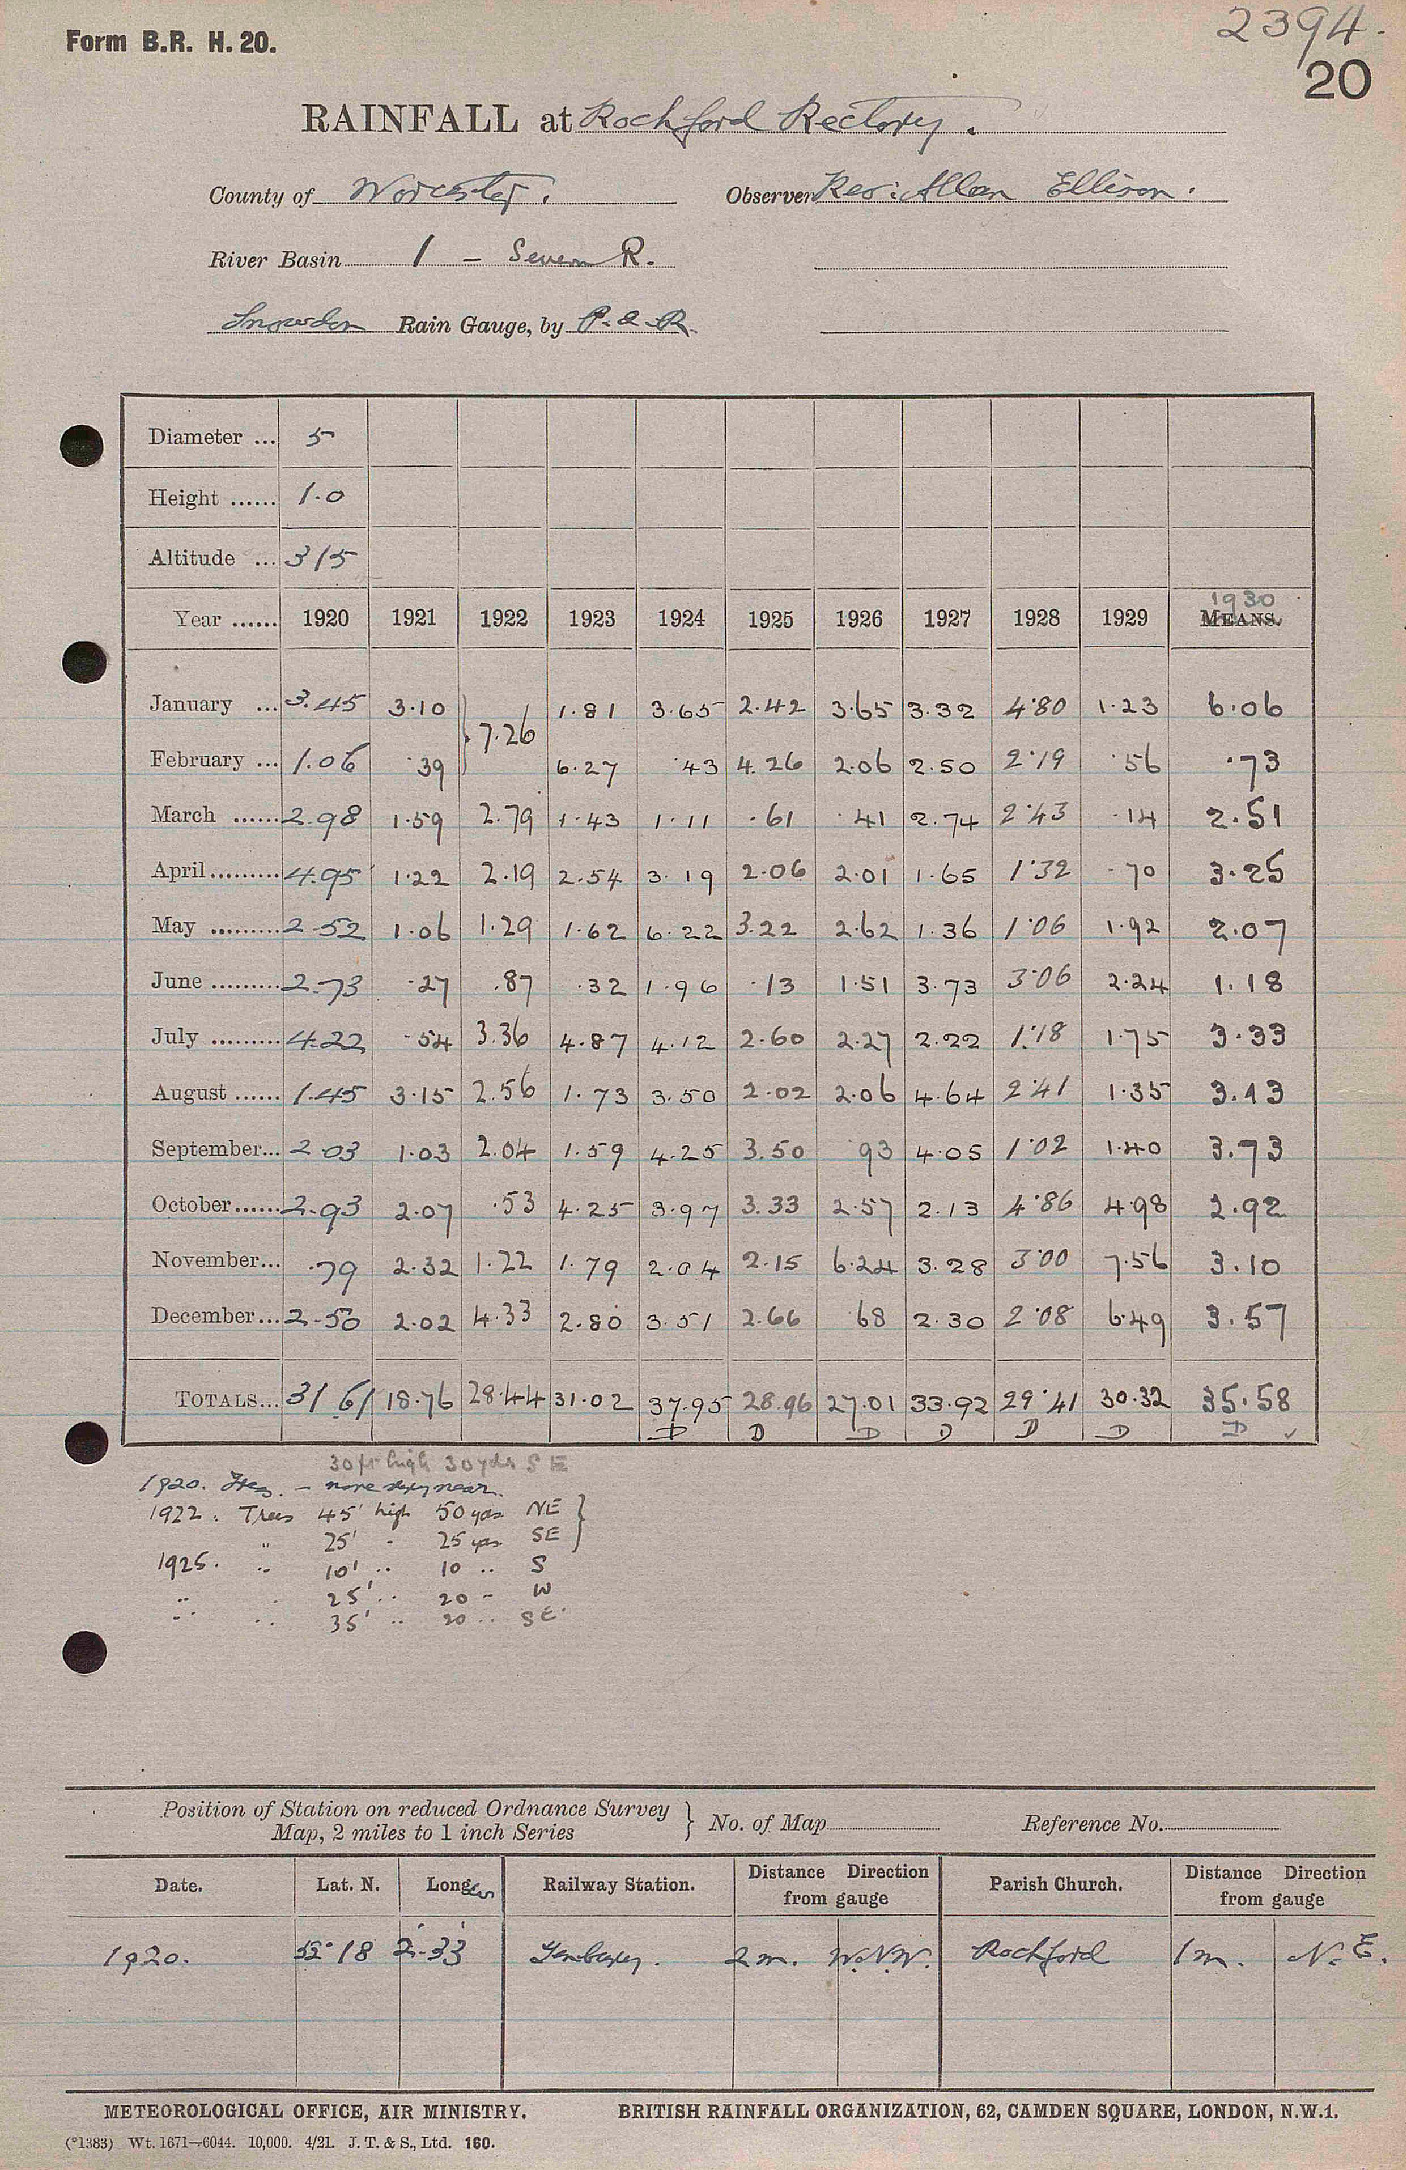 Form B.R. H. 20.
2394.
20
RAINFALL at Rochford Rectory.
County of Worcester. Observer Rev: Allan Ellison.
River Basin 1 – Severn R.
Snowdon Rain Gauge, by P. & R.
Diameter ... 5
Height ...... 1.0
Altitude ... 315
Year ...... 1920 1921 1922 1923 1924 1925 1926 1927 1928 1929 MEANS. 1930
January ... 3.45 3.10 } 7.26 1.81 3.65 2.42 3.65 3.32 4.80 1.23 6.06
February ... 1.06 .39 6.27 .43 4.26 2.06 2.50 2.19 .56 .73
March ...... 2.98 1.59 2.79 1.43 1.11 .61 .41 2.74 2.43 .14 2.51
April ......... 4.95 1.22 2.19 2.54 3.19 2.06 2.01 1.65 1.32 .70 3.25
May ......... 2.52 1.06 1.29 1.62 6.22 3.22 2.62 1.36 1.06 1.92 2.07
June ......... 2.73 .27 .87 .32 1.96 .13 1.51 3.73 3.06 2.24 1.18
July ......... 4.22 .54 3.36 4.87 4.12 2.60 2.27 2.22 1.18 1.75 3.33
August ...... 1.45 3.15 2.56 1.73 3.50 2.02 2.06 4.64 2.41 1.35 3.13
September... 2.03 1.03 2.04 1.59 4.25 3.50 .93 4.05 1.02 1.40 3.73
October...... 2.93 2.07 .53 4.25 3.97 3.33 2.57 2.13 4.86 4.98 2.92
November... .79 2.32 1.22 1.79 2.04 2.15 6.24 3.28 3.00 7.56 3.10
December... 2.50 2.02 4.33 2.80 3.51 2.66 .68 2.30 2.08 6.49 3.57
TOTALS... 31.61 18.76 28.44 31.02 37.95 28.96 27.01 33.92 29.41 30.32 35.58
D D D D D D D ✓
30 ft high 30 yds S E
1920. – none very near.
1922. Trees 45' high 50 yds NE }
" 25' " 25 yds SE
1925. " 10' " 10 " S
" " 25' " 20 " W
" " 35' " 20 " SE
Position of Station on reduced Ordnance Survey Map, 2 miles to 1 inch Series } No. of Map Reference No.
Date. Lat. N. Long. Railway Station. Distance Direction from gauge Parish Church. Distance Direction from gauge
1920. 52° 18' 2° 33' Tenbury. 2 m. W.N.W. Rochford 1 m. N. E.
METEOROLOGICAL OFFICE, AIR MINISTRY. BRITISH RAINFALL ORGANIZATION, 62, CAMDEN SQUARE, LONDON, N.W.1.
(*1383) Wt. 1671—6044. 10,000. 4/21. J. T. & S., Ltd. 160.